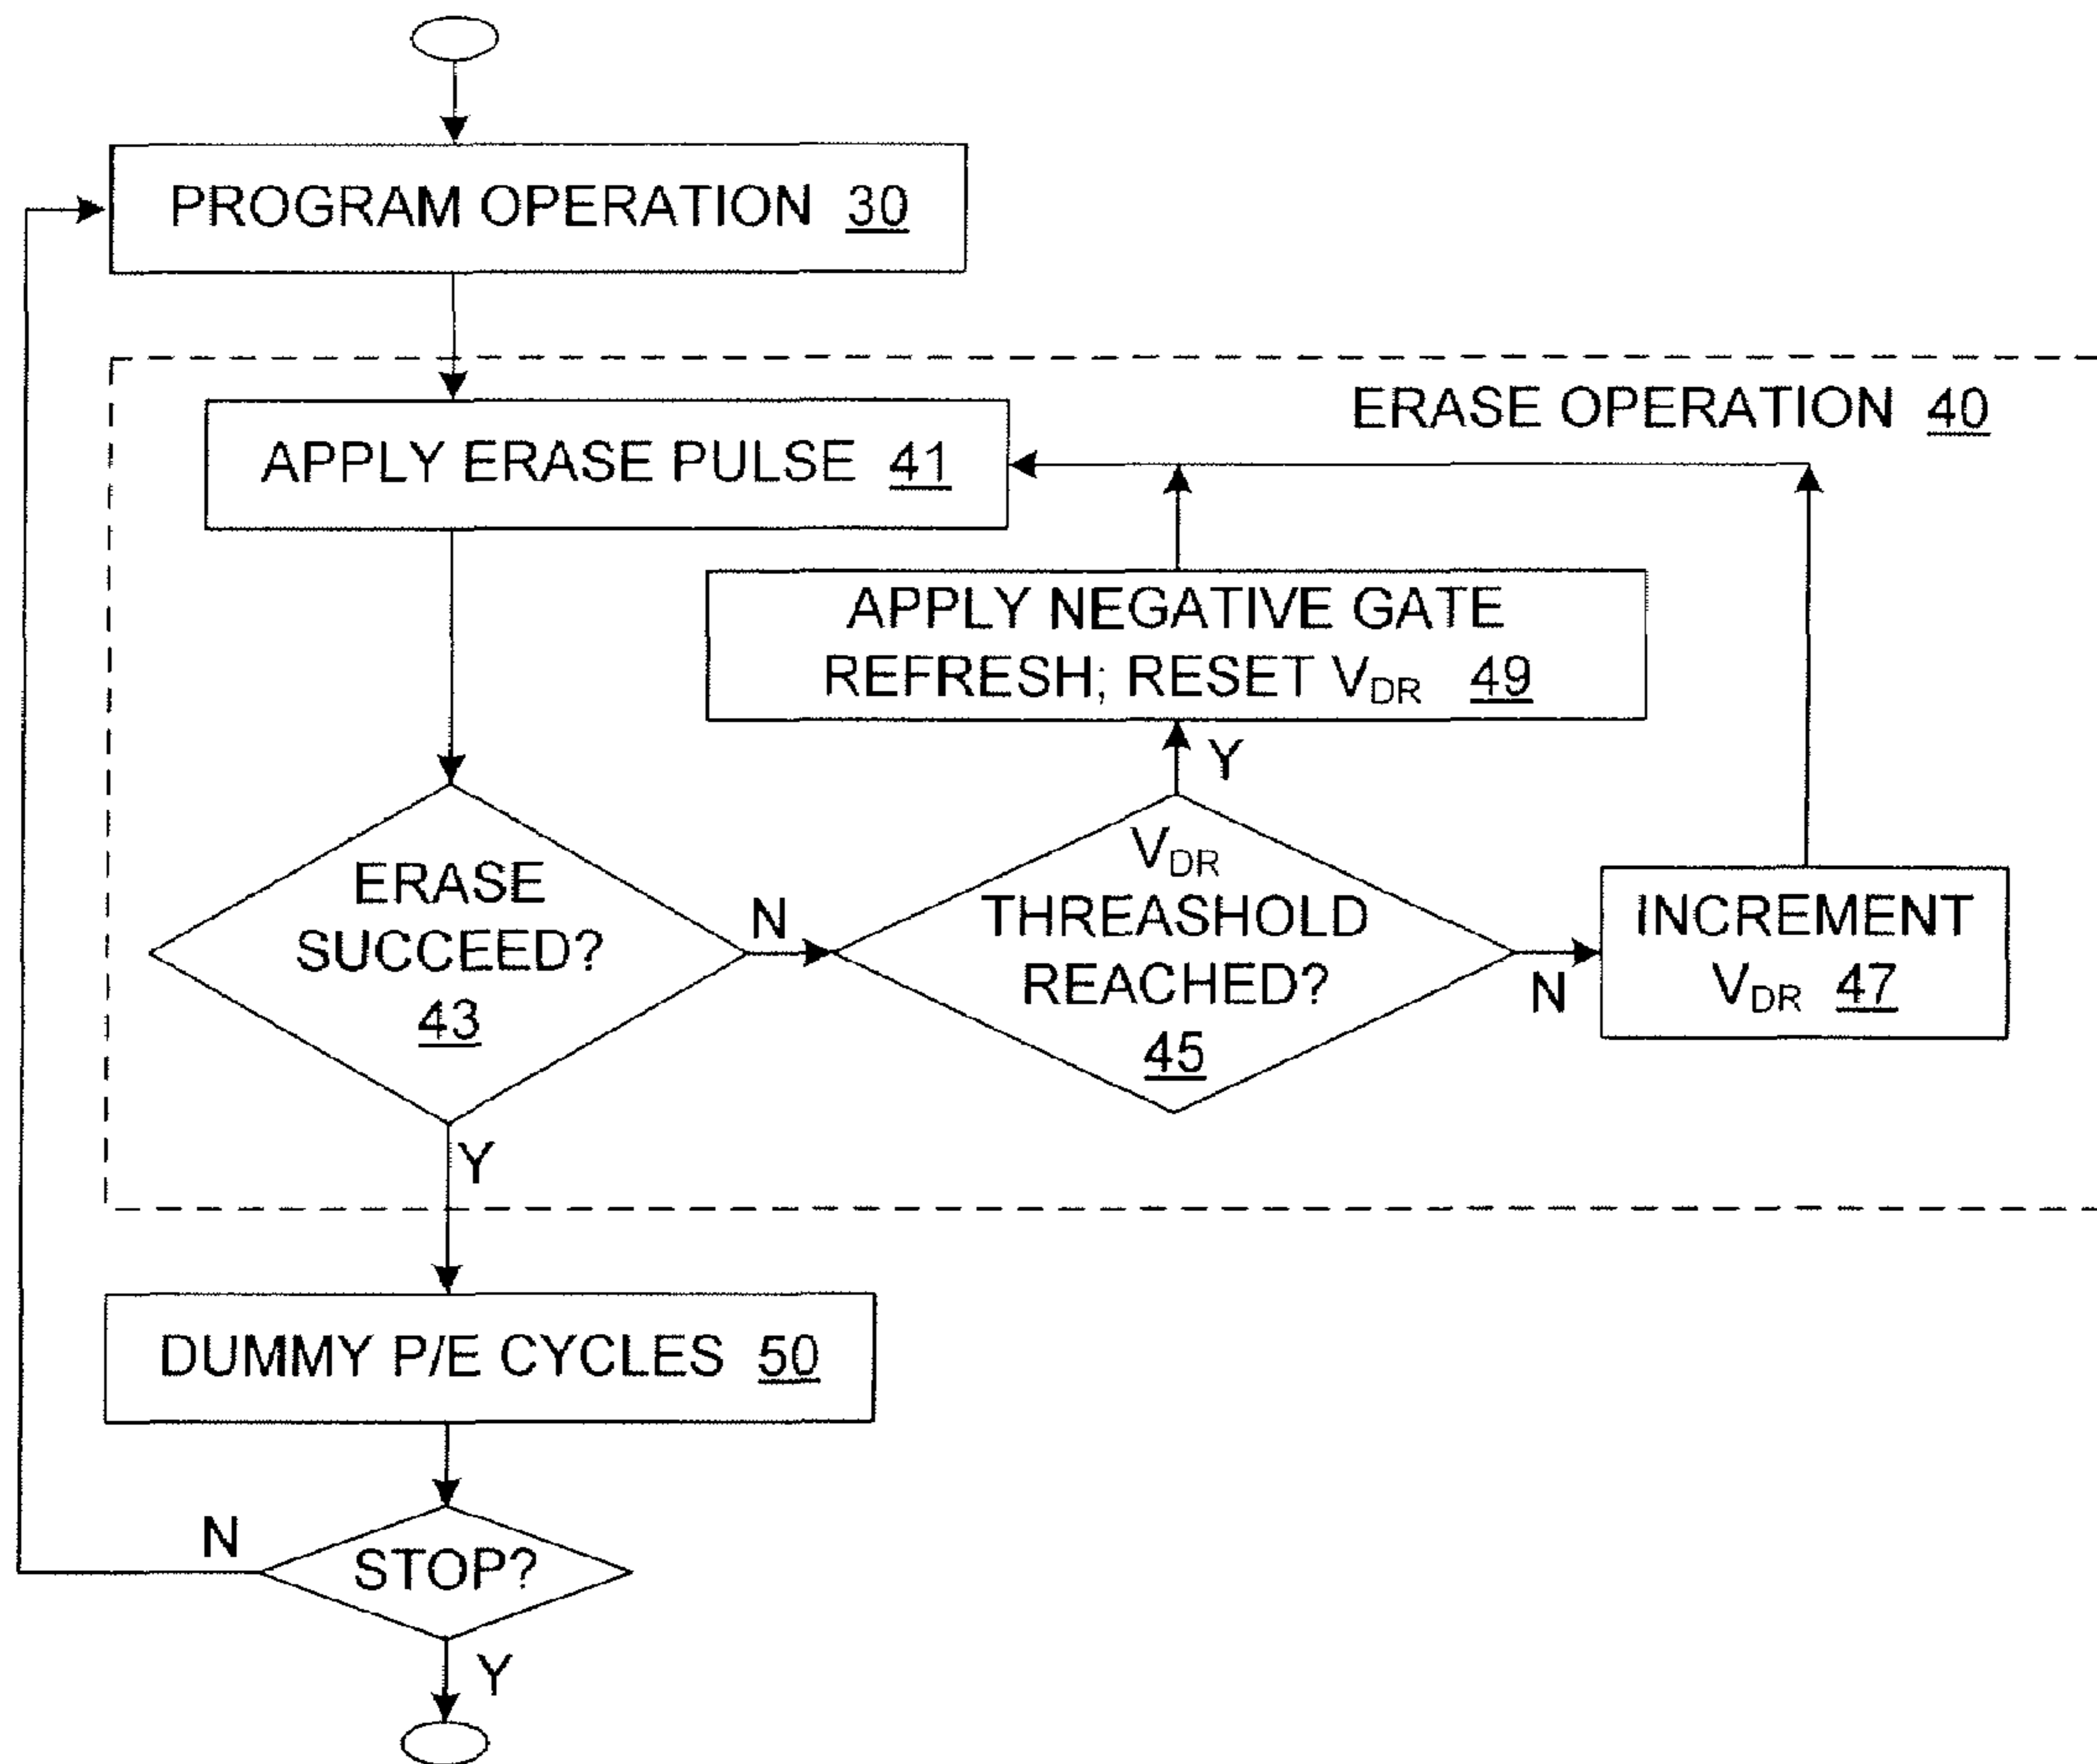 PROGRAM OPERATION 30
ERASE OPERATION 40
APPLY ERASE PULSE 41
APPLY NEGATIVE GATE
REFRESH; RESET VDR 49
Y
ERASE
SUCCEED?
43
N
VDR
THREASHOLD
REACHED?
45
N
INCREMENT
VDR 47
Y
DUMMY P/E CYCLES 50
N
STOP?
Y